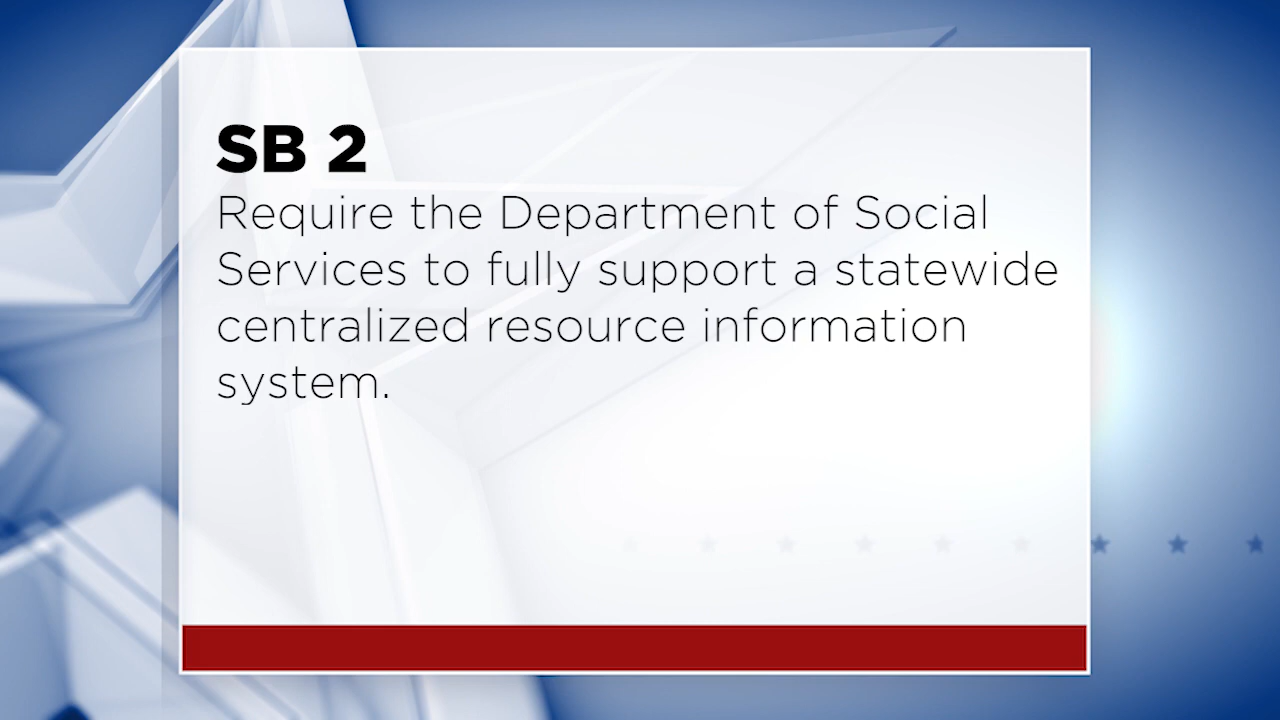 SB 2
Require the Department of Social
Services to fully support a statewide
centralized resource information
system.